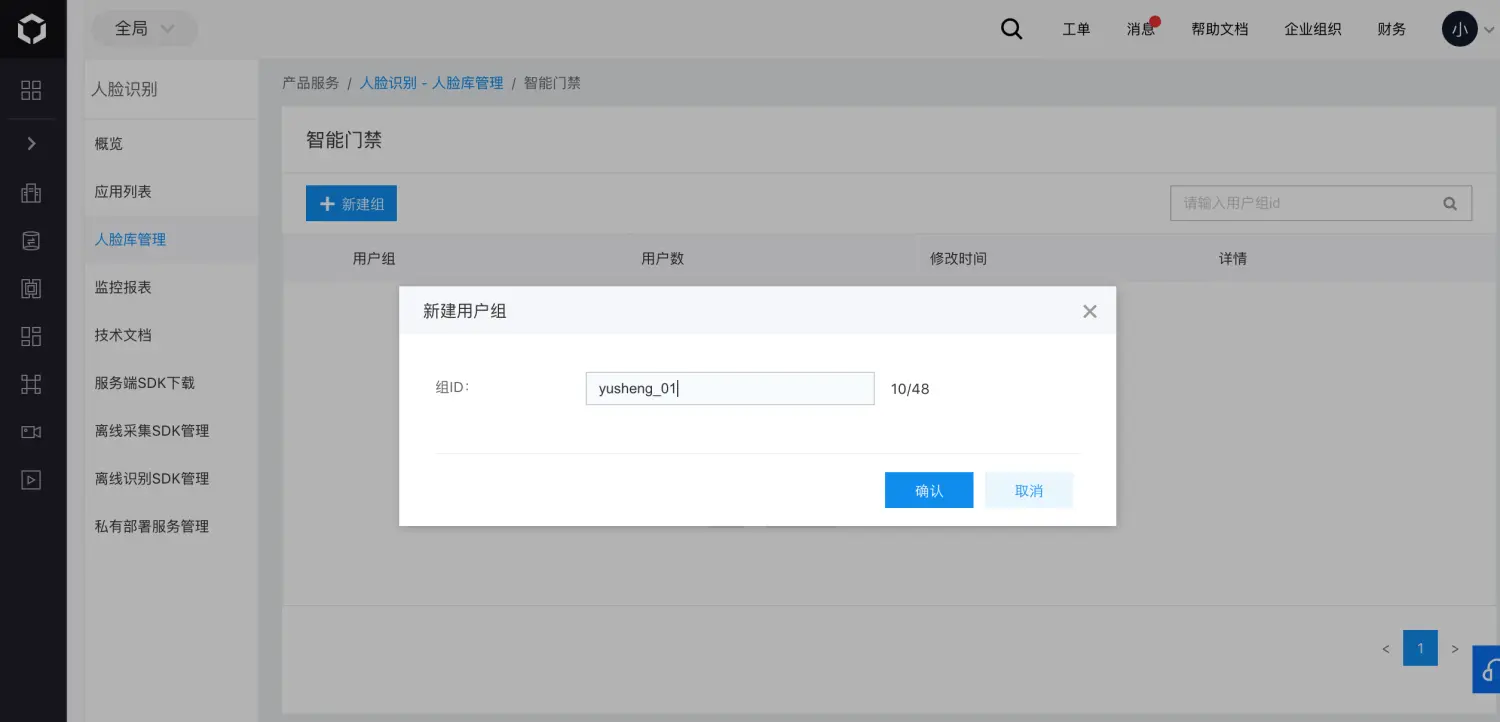 全局
工单 消息 帮助文档 企业组织 财务 小
人脸识别
概览
应用列表
人脸库管理
监控报表
技术文档
服务端SDK下载
离线采集SDK管理
离线识别SDK管理
私有部署服务管理
产品服务 / 人脸识别 - 人脸库管理 / 智能门禁
智能门禁
新建组
请输入用户组id
用户组 用户数 修改时间 详情
新建用户组
组ID:
yusheng_01
10/48
确认 取消
< 1 >